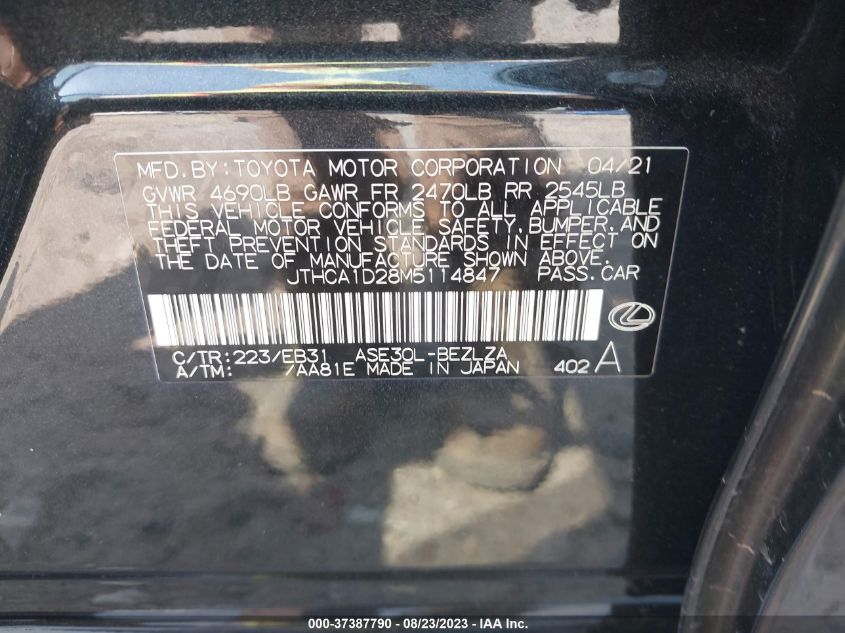 MFD.BY:TOYOTA MOTOR CORPORATION 04/21
GVWR 4690LB GAWR FR 2470LB RR 2545LB
THIS VEHICLE CONFORMS TO ALL APPLICABLE
FEDERAL MOTOR VEHICLE SAFETY,BUMPER,AND
THEFT PREVENTION STANDARDS IN EFFECT ON
THE DATE OF MANUFACTURE SHOWN ABOVE.
JTHCA1D28M5114847 PASS.CAR
C/TR:223/EB31 ASE30L-BEZLZA
A/TM: /AA81E MADE IN JAPAN 402 A
000-37387790 - 08/23/2023 - IAA Inc.